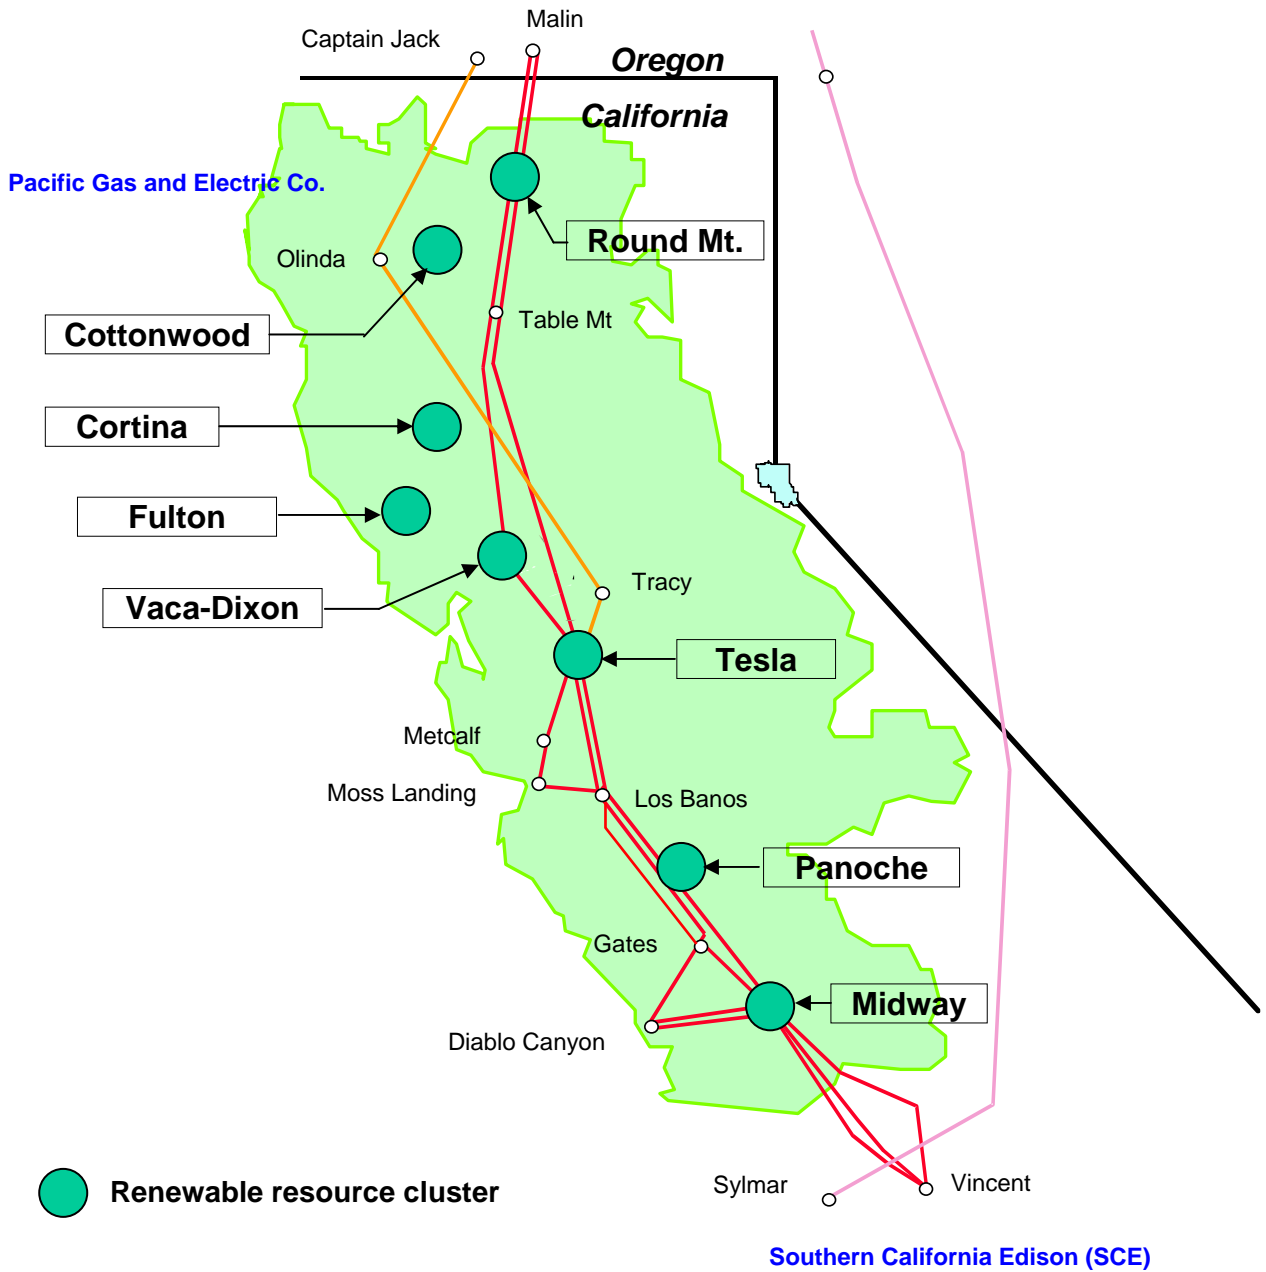 Malin
Captain Jack
Oregon
California
Pacific Gas and Electric Co.
Round Mt.
Olinda
Table Mt
Cottonwood
Cortina
Fulton
Tracy
Vaca-Dixon
Tesla
Metcalf
Moss Landing
Los Banos
Panoche
Gates
Midway
Diablo Canyon
Sylmar
Vincent
Renewable resource cluster
Southern California Edison (SCE)